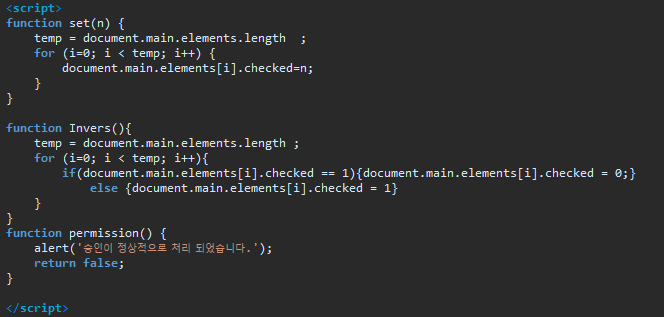 <script>
function set(n) {
    temp = document.main.elements.length  ;
    for (i=0; i < temp; i++) {
        document.main.elements[i].checked=n;
    }
}

function Invers(){
    temp = document.main.elements.length ;
    for (i=0; i < temp; i++){
        if(document.main.elements[i].checked == 1){document.main.elements[i].checked = 0;}
            else {document.main.elements[i].checked = 1}
    }
}
function permission() {
    alert('승인이 정상적으로 처리 되었습니다.');
    return false;
}

</script>